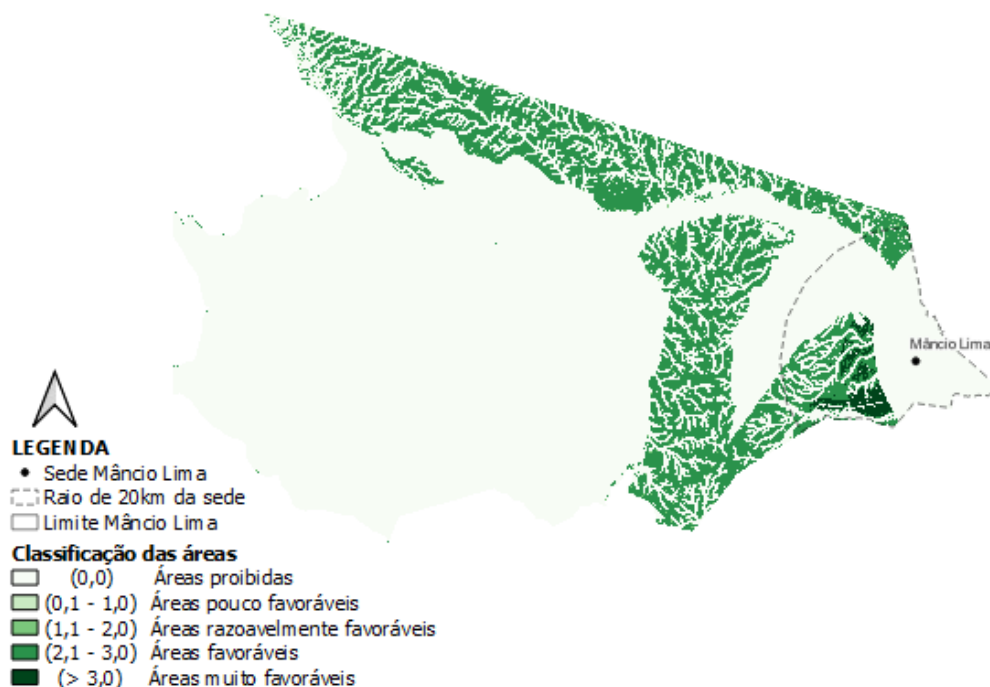 Mâncio Lima
LEGENDA
Sede Mâncio Lima
Raio de 20km da sede
Limite Mâncio Lima
Classificação das áreas
(0,0) Áreas proibidas
(0,1 - 1,0) Áreas pouco favoráveis
(1,1 - 2,0) Áreas razoavelmente favoráveis
(2,1 - 3,0) Áreas favoráveis
(> 3,0) Áreas muito favoráveis